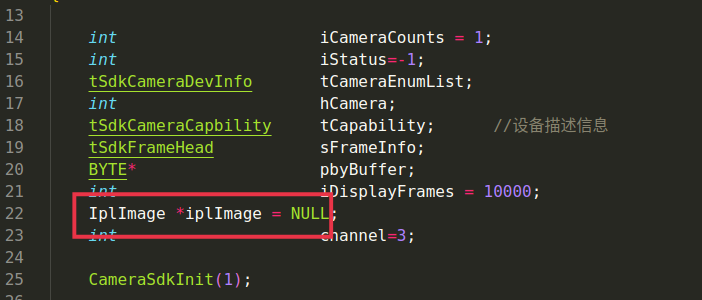 13
14 int iCameraCounts = 1;
15 int iStatus=-1;
16 tSdkCameraDevInfo tCameraEnumList;
17 int hCamera;
18 tSdkCameraCapbility tCapability; //设备描述信息
19 tSdkFrameHead sFrameInfo;
20 BYTE* pbyBuffer;
21 int iDisplayFrames = 10000;
22 IplImage *iplImage = NULL;
23 int channel=3;
25 CameraSdkInit(1);